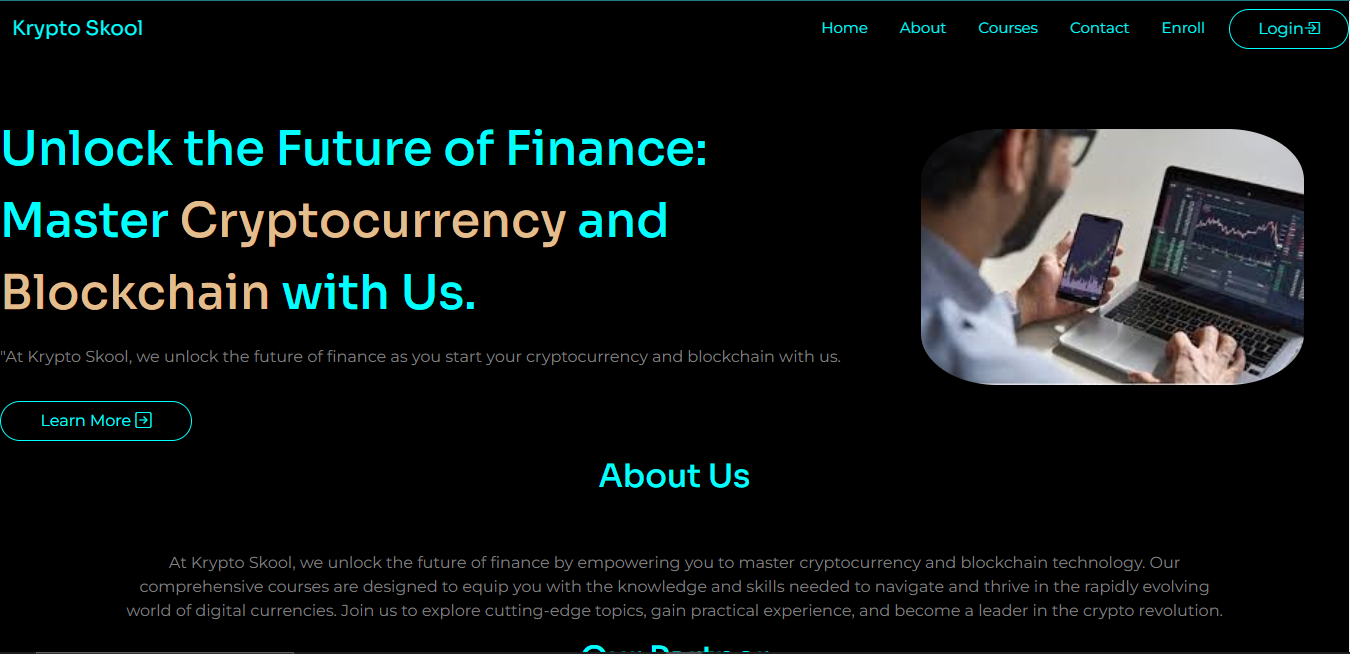 Krypto Skool
Home About Courses Contact Enroll Login
Unlock the Future of Finance:
Master Cryptocurrency and
Blockchain with Us.
"At Krypto Skool, we unlock the future of finance as you start your cryptocurrency and blockchain with us.
Learn More
About Us
At Krypto Skool, we unlock the future of finance by empowering you to master cryptocurrency and blockchain technology. Our
comprehensive courses are designed to equip you with the knowledge and skills needed to navigate and thrive in the rapidly evolving
world of digital currencies. Join us to explore cutting-edge topics, gain practical experience, and become a leader in the crypto revolution.